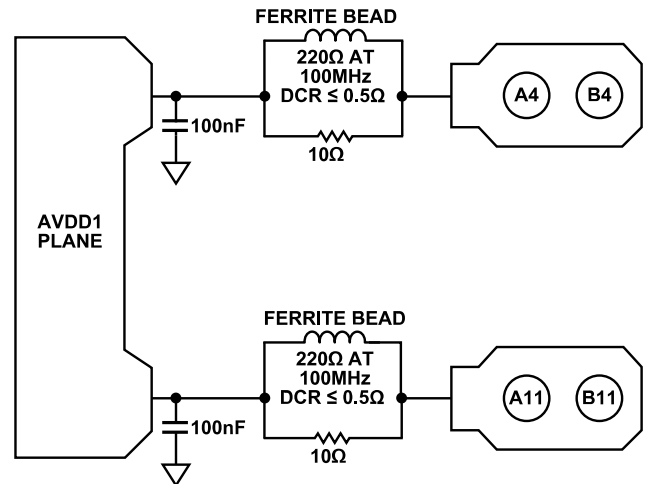 FERRITE BEAD
220Ω AT
100MHz
DCR ≤ 0.5Ω
10Ω
100nF
A4 B4
AVDD1
PLANE
FERRITE BEAD
220Ω AT
100MHz
DCR ≤ 0.5Ω
10Ω
100nF
A11 B11